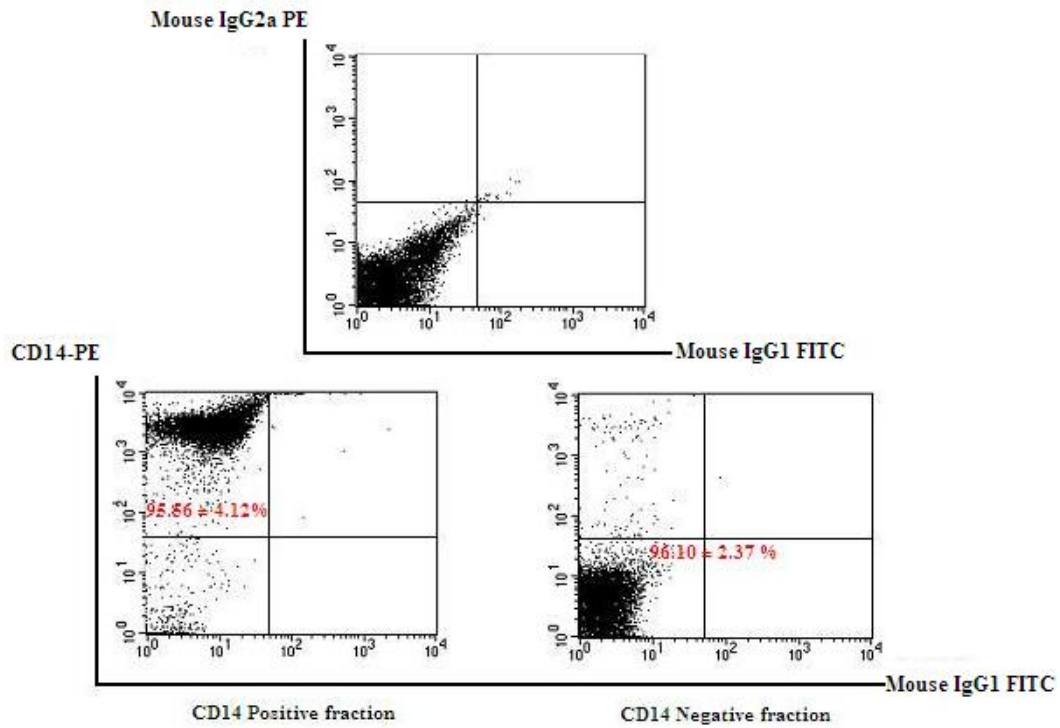 Mouse IgG2a PE
10^4
10^3
10^2
10^1
10^0
10^0 10^1 10^2 10^3 10^4
Mouse IgG1 FITC
CD14-PE
10^4
10^3
10^2
10^1
10^0
95.86 ± 4.12%
10^0 10^1 10^2 10^3 10^4
10^4
10^3
10^2
10^1
10^0
96.10 ± 2.37 %
10^0 10^1 10^2 10^3 10^4
Mouse IgG1 FITC
CD14 Positive fraction
CD14 Negative fraction